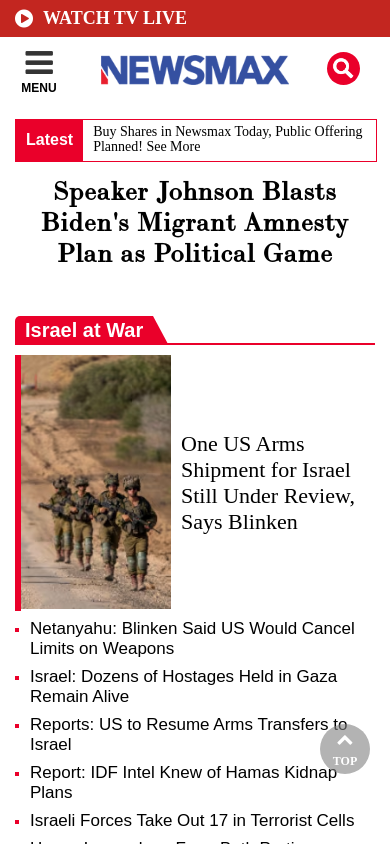 WATCH TV LIVE
MENU
NEWSMAX
Latest
Buy Shares in Newsmax Today, Public Offering
Planned! See More
Speaker Johnson Blasts
Biden's Migrant Amnesty
Plan as Political Game
Israel at War
One US Arms
Shipment for Israel
Still Under Review,
Says Blinken
Netanyahu: Blinken Said US Would Cancel
Limits on Weapons
Israel: Dozens of Hostages Held in Gaza
Remain Alive
Reports: US to Resume Arms Transfers to
Israel
TOP
Report: IDF Intel Knew of Hamas Kidnap
Plans
Israeli Forces Take Out 17 in Terrorist Cells